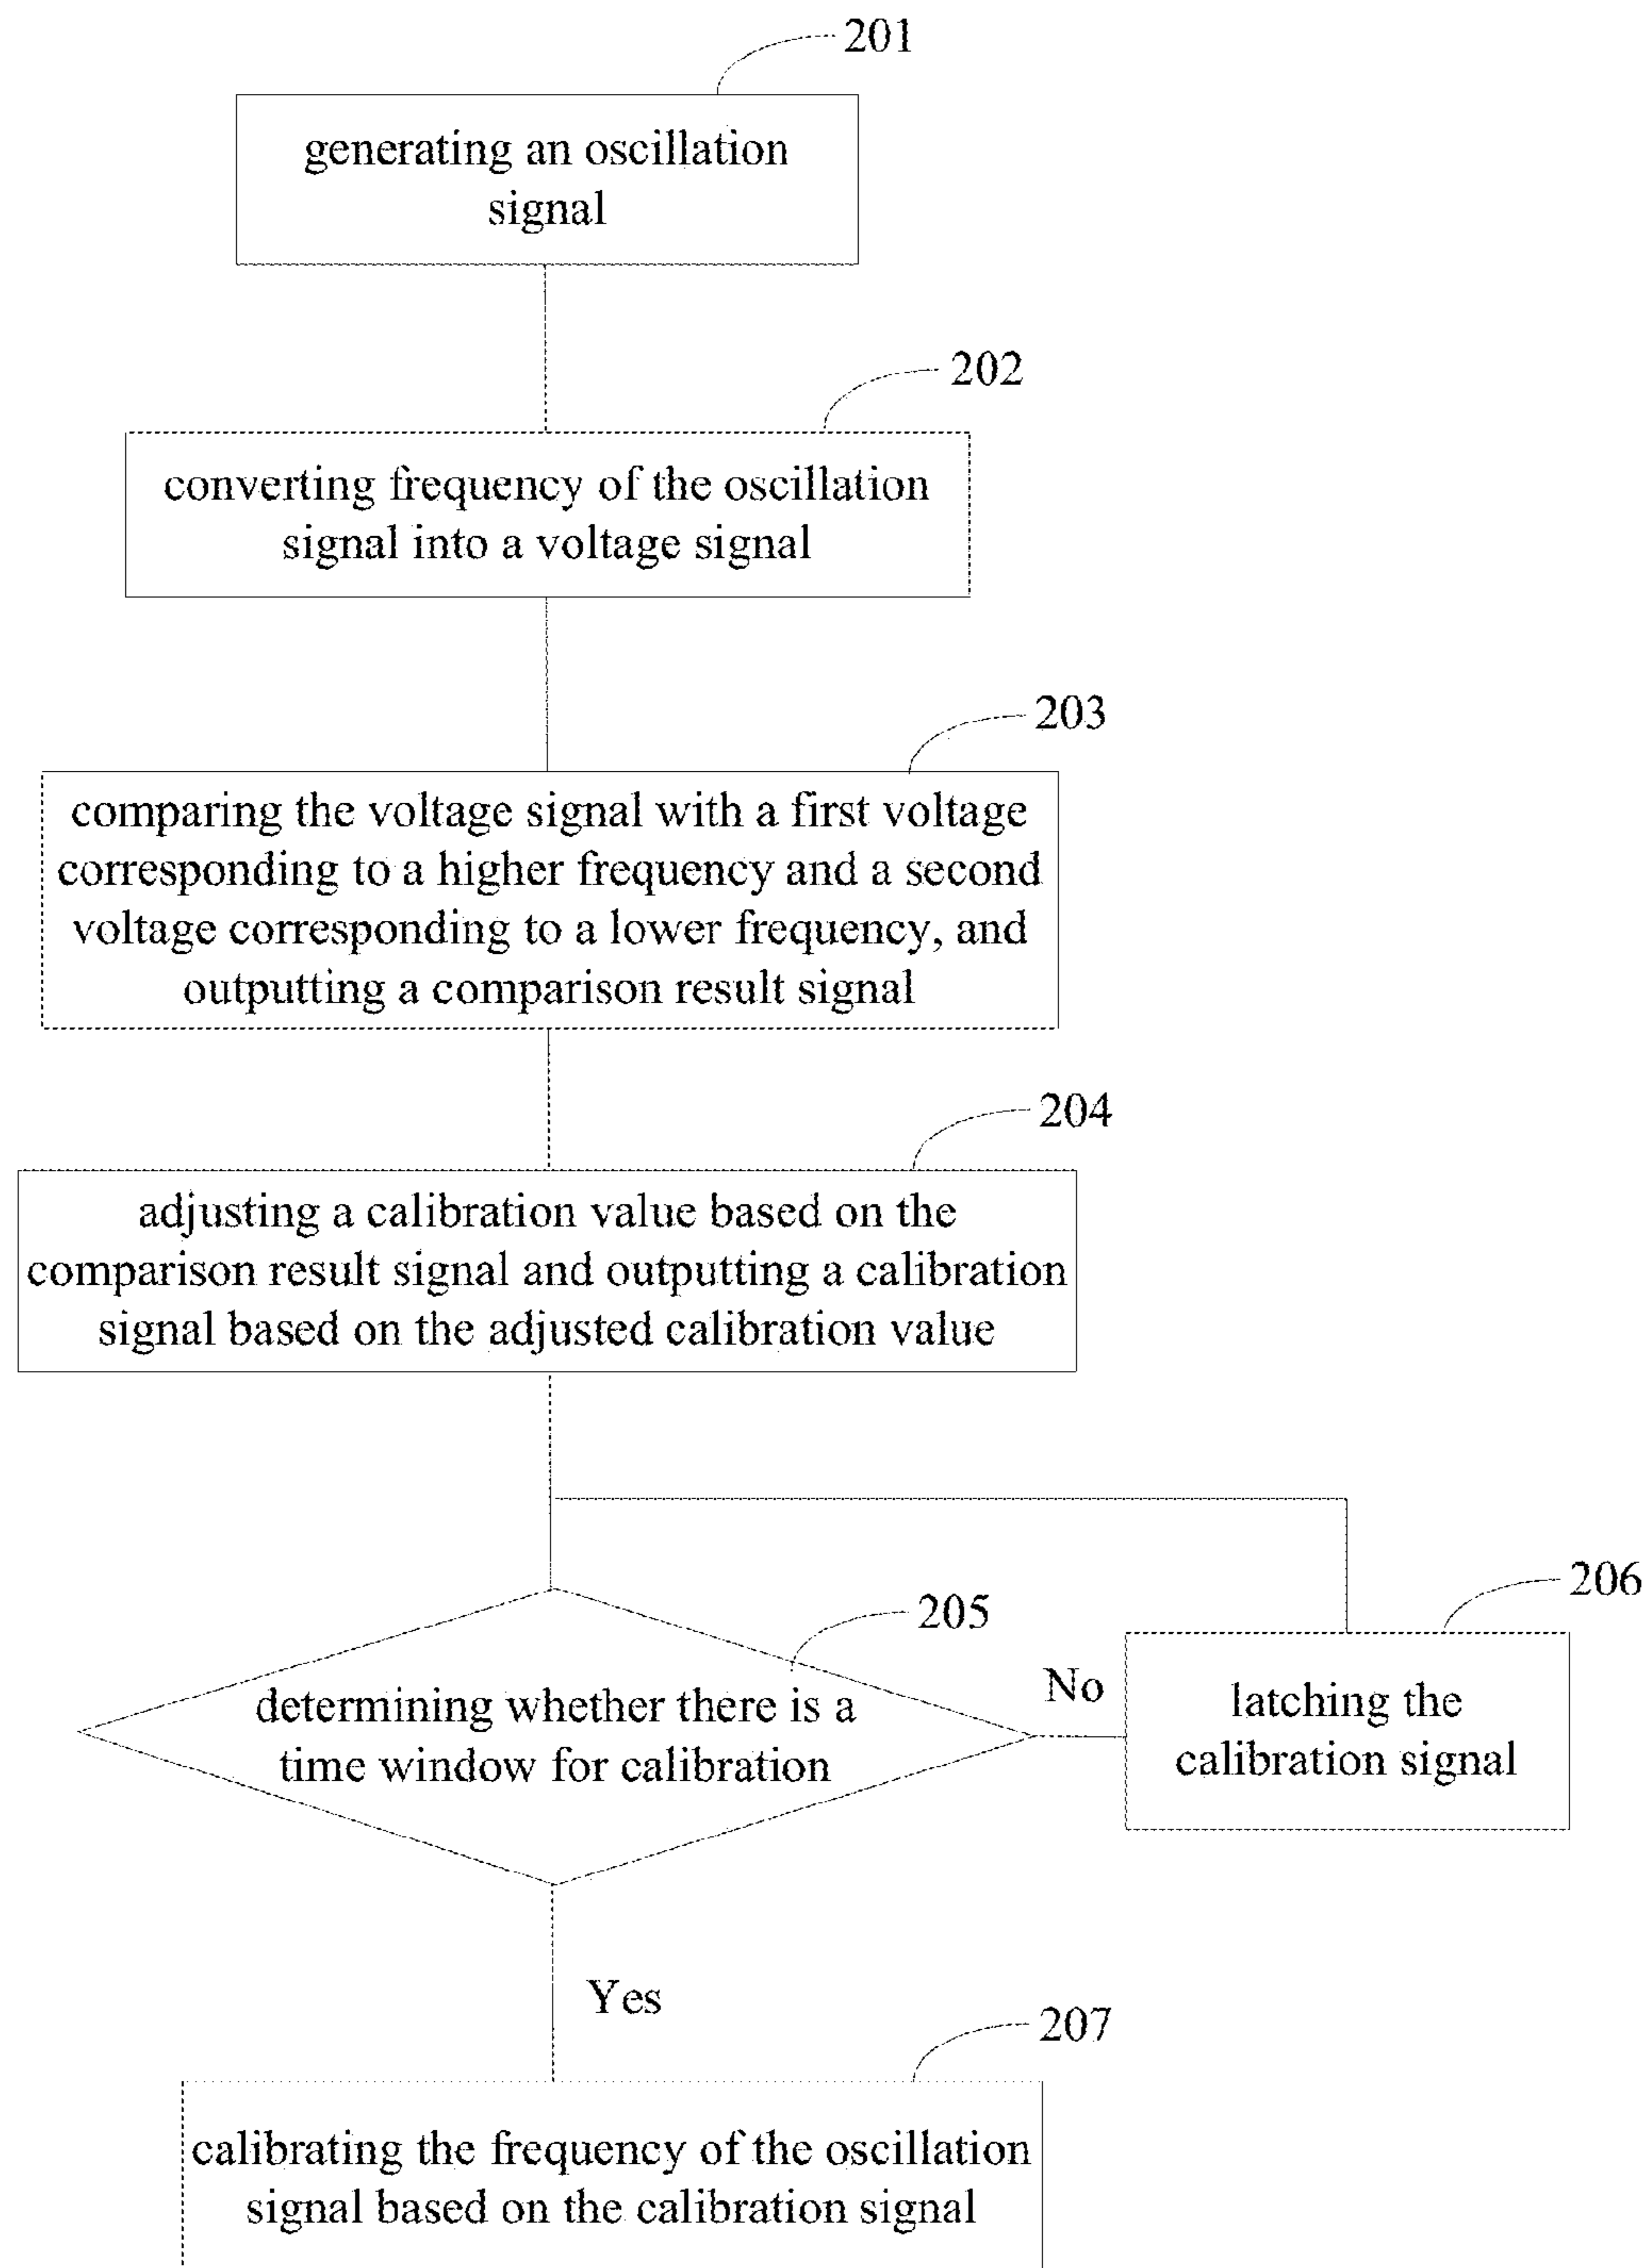 201
generating an oscillation
signal
202
converting frequency of the oscillation
signal into a voltage signal
203
comparing the voltage signal with a first voltage
corresponding to a higher frequency and a second
voltage corresponding to a lower frequency, and
outputting a comparison result signal
204
adjusting a calibration value based on the
comparison result signal and outputting a calibration
signal based on the adjusted calibration value
205
determining whether there is a
time window for calibration
No
206
latching the
calibration signal
Yes
207
calibrating the frequency of the oscillation
signal based on the calibration signal